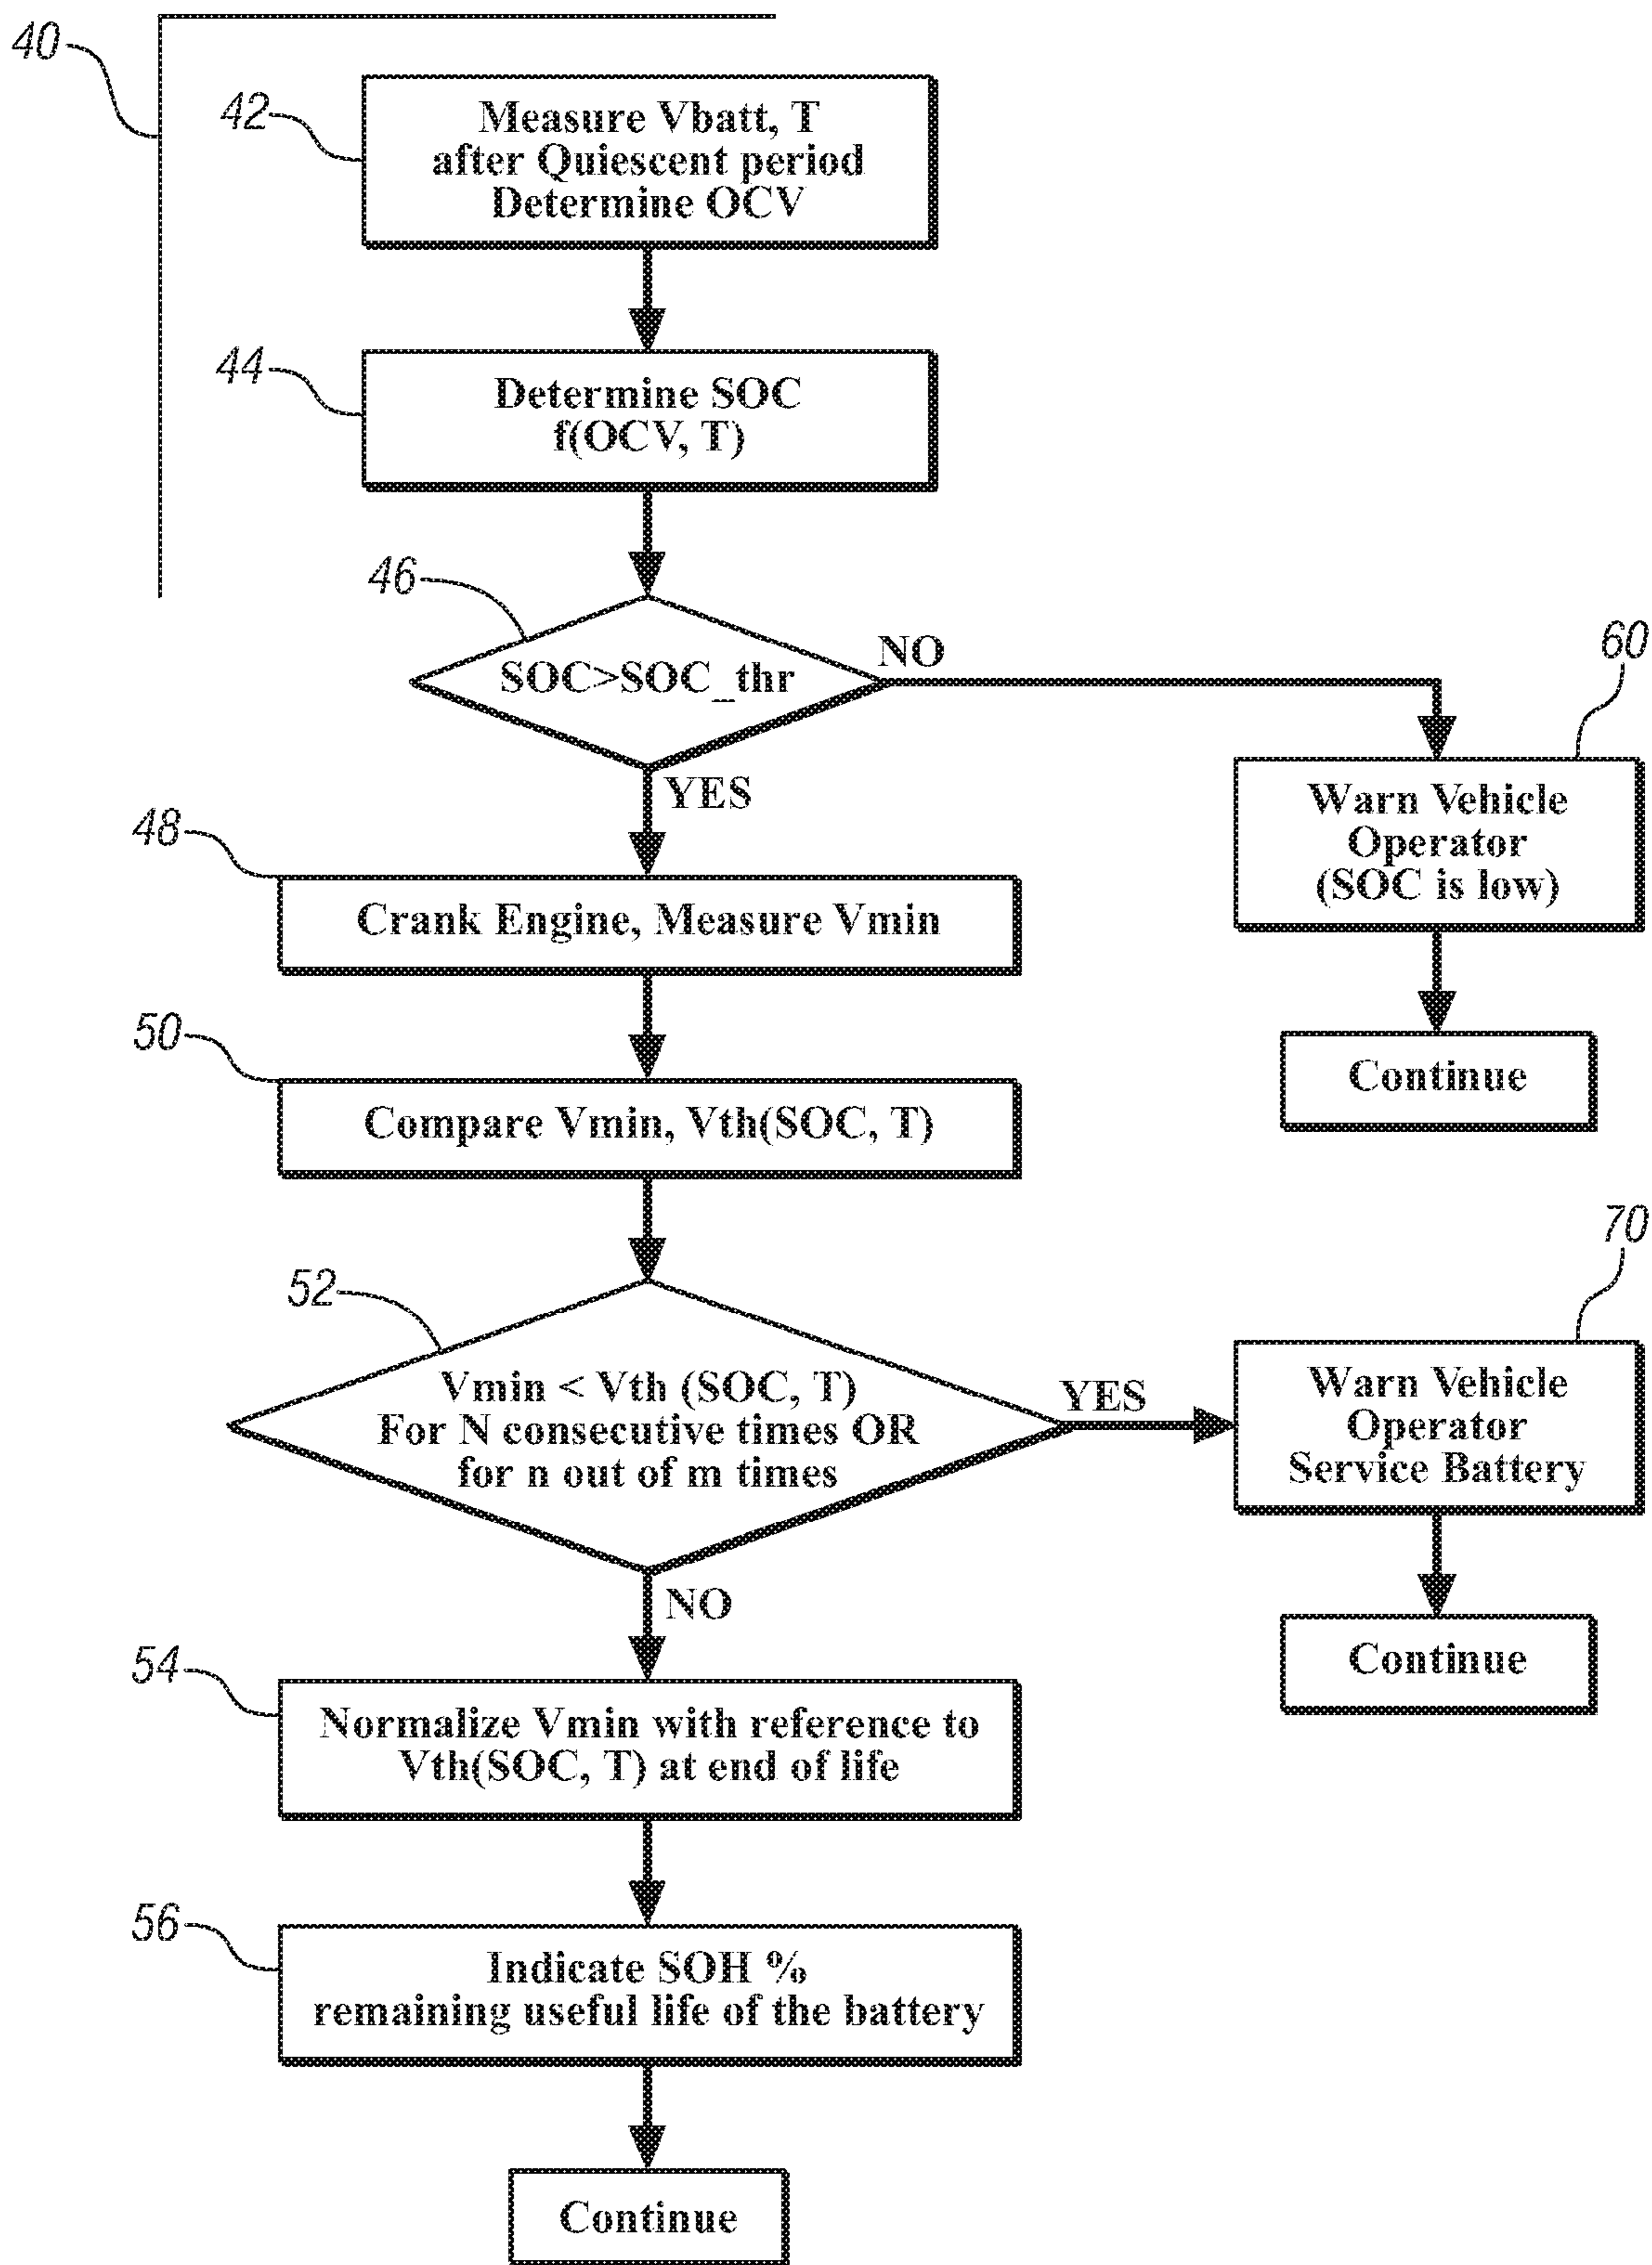 40
42
Measure Vbatt, T
after Quiescent period
Determine OCV
44
Determine SOC
f(OCV, T)
46
SOC>SOC_thr
NO
YES
60
Warn Vehicle
Operator
(SOC is low)
Continue
48
Crank Engine, Measure Vmin
50
Compare Vmin, Vth(SOC, T)
52
Vmin < Vth (SOC, T)
For N consecutive times OR
for n out of m times
YES
NO
70
Warn Vehicle
Operator
Service Battery
Continue
54
Normalize Vmin with reference to
Vth(SOC, T) at end of life
56
Indicate SOH %
remaining useful life of the battery
Continue